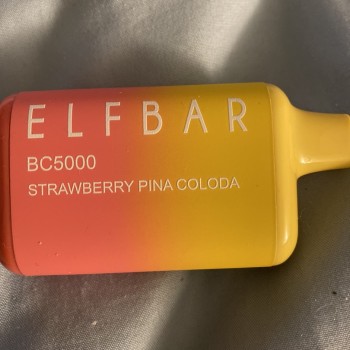 ELFBAR
BC5000
STRAWBERRY PINA COLODA